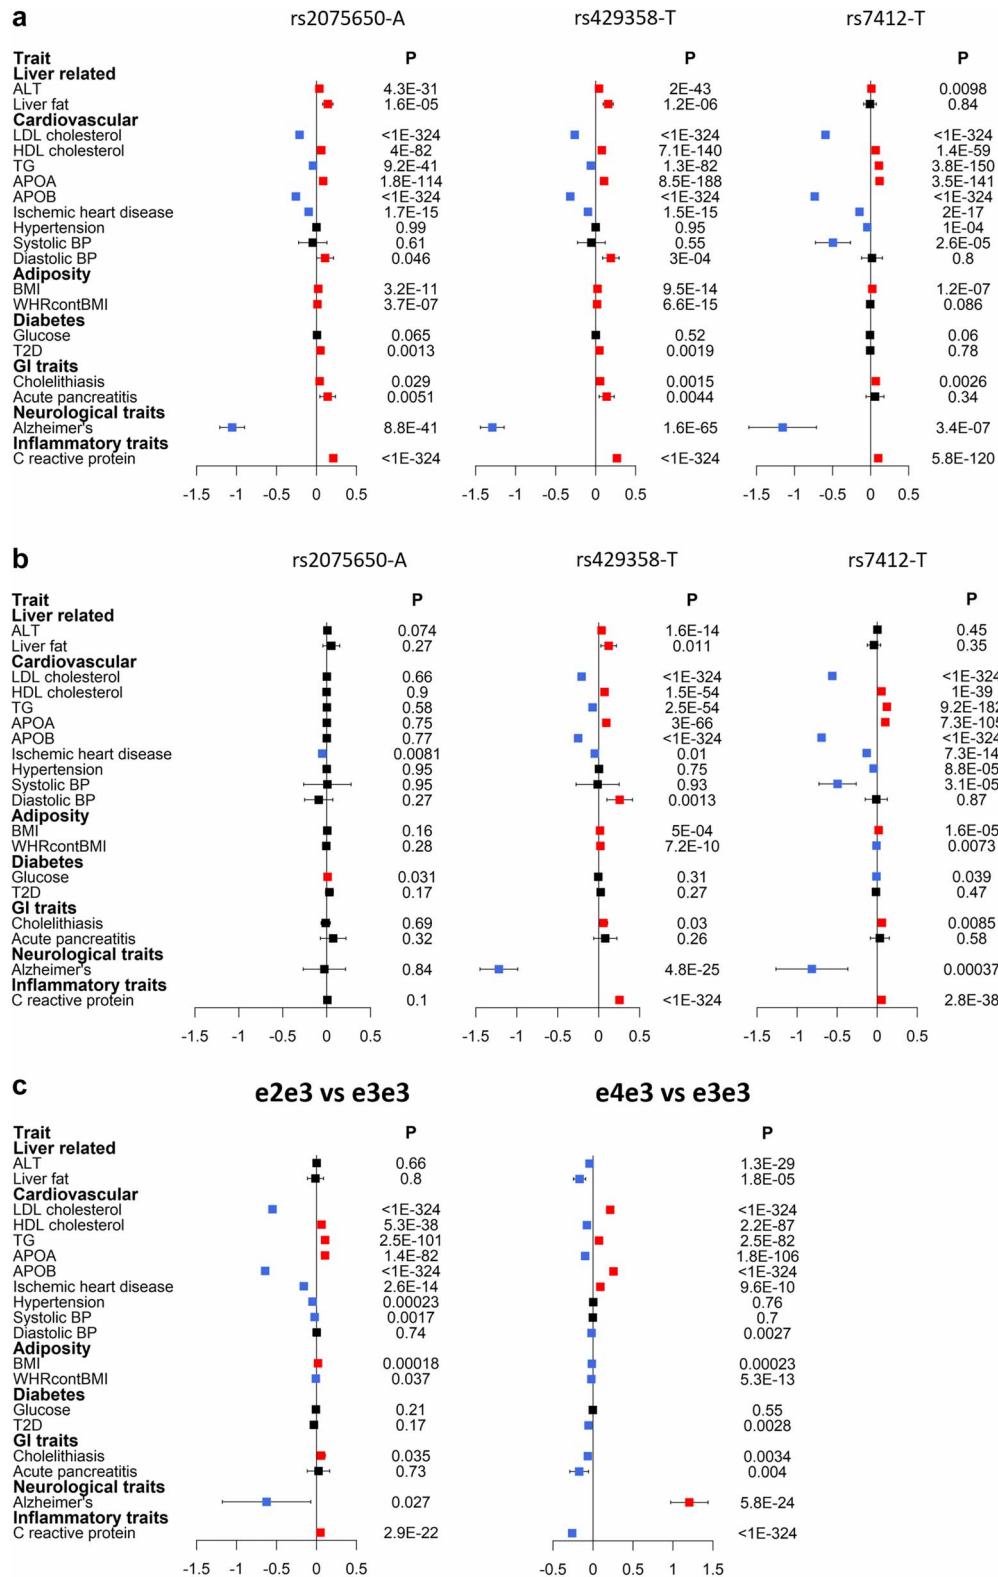 a rs2075650-A rs429358-T rs7412-T
Trait P P P
Liver related
ALT 4.3E-31 2E-43 0.0098
Liver fat 1.6E-05 1.2E-06 0.84
Cardiovascular
LDL cholesterol <1E-324 <1E-324 <1E-324
HDL cholesterol 4E-82 7.1E-140 1.4E-59
TG 9.2E-41 1.3E-82 3.8E-150
APOA 1.8E-114 8.5E-188 3.5E-141
APOB <1E-324 <1E-324 <1E-324
Ischemic heart disease 1.7E-15 1.5E-15 2E-17
Hypertension 0.99 0.95 1E-04
Systolic BP 0.61 0.55 2.6E-05
Diastolic BP 0.046 3E-04 0.8
Adiposity
BMI 3.2E-11 9.5E-14 1.2E-07
WHRcontBMI 3.7E-07 6.6E-15 0.086
Diabetes
Glucose 0.065 0.52 0.06
T2D 0.0013 0.0019 0.78
GI traits
Cholelithiasis 0.029 0.0015 0.0026
Acute pancreatitis 0.0051 0.0044 0.34
Neurological traits
Alzheimer's 8.8E-41 1.6E-65 3.4E-07
Inflammatory traits
C reactive protein <1E-324 <1E-324 5.8E-120
-1.5 -1 -0.5 0 0.5 -1.5 -1 -0.5 0 0.5 -1.5 -1 -0.5 0 0.5
b rs2075650-A rs429358-T rs7412-T
Trait P P P
Liver related
ALT 0.074 1.6E-14 0.45
Liver fat 0.27 0.011 0.35
Cardiovascular
LDL cholesterol 0.66 <1E-324 <1E-324
HDL cholesterol 0.9 1.5E-54 1E-39
TG 0.58 2.5E-54 9.2E-182
APOA 0.75 3E-66 7.3E-105
APOB 0.77 <1E-324 <1E-324
Ischemic heart disease 0.0081 0.01 7.3E-14
Hypertension 0.95 0.75 8.8E-05
Systolic BP 0.95 0.93 3.1E-05
Diastolic BP 0.27 0.0013 0.87
Adiposity
BMI 0.16 5E-04 1.6E-05
WHRcontBMI 0.28 7.2E-10 0.0073
Diabetes
Glucose 0.031 0.31 0.039
T2D 0.17 0.27 0.47
GI traits
Cholelithiasis 0.69 0.03 0.0085
Acute pancreatitis 0.32 0.26 0.58
Neurological traits
Alzheimer's 0.84 4.8E-25 0.00037
Inflammatory traits
C reactive protein 0.1 <1E-324 2.8E-38
-1.5 -1 -0.5 0 0.5 -1.5 -1 -0.5 0 0.5 -1.5 -1 -0.5 0 0.5
c e2e3 vs e3e3 e4e3 vs e3e3
Trait P P
Liver related
ALT 0.66 1.3E-29
Liver fat 0.8 1.8E-05
Cardiovascular
LDL cholesterol <1E-324 <1E-324
HDL cholesterol 5.3E-38 2.2E-87
TG 2.5E-101 2.5E-82
APOA 1.4E-82 1.8E-106
APOB <1E-324 <1E-324
Ischemic heart disease 2.6E-14 9.6E-10
Hypertension 0.00023 0.76
Systolic BP 0.0017 0.7
Diastolic BP 0.74 0.0027
Adiposity
BMI 0.00018 0.00023
WHRcontBMI 0.037 5.3E-13
Diabetes
Glucose 0.21 0.55
T2D 0.17 0.0028
GI traits
Cholelithiasis 0.035 0.0034
Acute pancreatitis 0.73 0.004
Neurological traits
Alzheimer's 0.027 5.8E-24
Inflammatory traits
C reactive protein 2.9E-22 <1E-324
-1.5 -1 -0.5 0 0.5 -0.5 0 0.5 1 1.5